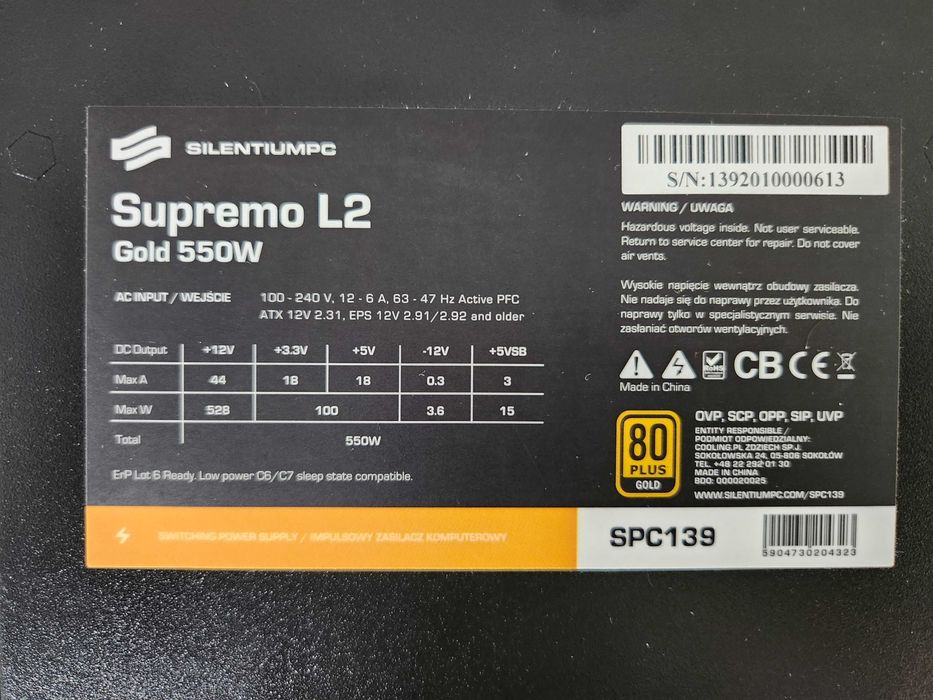 SILENTIUMPC
Supremo L2
Gold 550W
AC INPUT / WEJŚCIE 100 - 240 V, 12 - 6 A, 63 - 47 Hz Active PFC
ATX 12V 2.31, EPS 12V 2.91/2.92 and older
DC Output +12V +3.3V +5V -12V +5VSB
Max A 44 18 18 0.3 3
Max W 528 100 3.6 15
Total 550W
ErP Lot 6 Ready. Low power C6/C7 sleep state compatible.
S/N:1392010000613
WARNING / UWAGA
Hazardous voltage inside. Not user serviceable.
Return to service center for repair. Do not cover
air vents.
Wysokie napięcie wewnątrz obudowy zasilacza.
Nie nadaje się do naprawy przez użytkownika. Do
naprawy tylko w specjalistycznym serwisie. Nie
zasłaniać otworów wentylacyjnych.
RoHS
CB CE
Made in China
80
PLUS
GOLD
OVP, SCP, OPP, SIP, UVP
ENTITY RESPONSIBLE /
PODMIOT ODPOWIEDZIALNY:
COOLING.PL ZDZIECH SP.J.
SOKOŁOWSKA 24, 05-806 SOKOŁÓW
TEL. +48 22 292 01 30
MADE IN CHINA
BDO: 000020025
WWW.SILENTIUMPC.COM/SPC139
SWITCHING POWER SUPPLY / IMPULSOWY ZASILACZ KOMPUTEROWY
SPC139
5904730204323